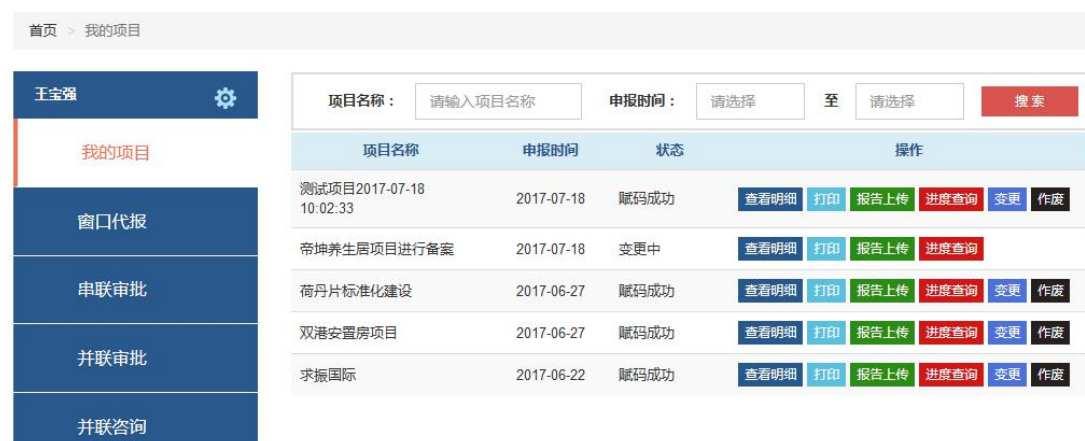 首页 > 我的项目
王宝强
我的项目
窗口代报
串联审批
并联审批
并联咨询
项目名称： 请输入项目名称 申报时间： 请选择 至 请选择 搜索
项目名称 申报时间 状态 操作
测试项目2017-07-18
10:02:33
2017-07-18 赋码成功 查看明细 打印 报告上传 进度查询 变更 作废
帝坤养生居项目进行备案 2017-07-18 变更中 查看明细 打印 报告上传 进度查询
荷丹片标准化建设 2017-06-27 赋码成功 查看明细 打印 报告上传 进度查询 变更 作废
双港安置房项目 2017-06-27 赋码成功 查看明细 打印 报告上传 进度查询 变更 作废
求振国际 2017-06-22 赋码成功 查看明细 打印 报告上传 进度查询 变更 作废